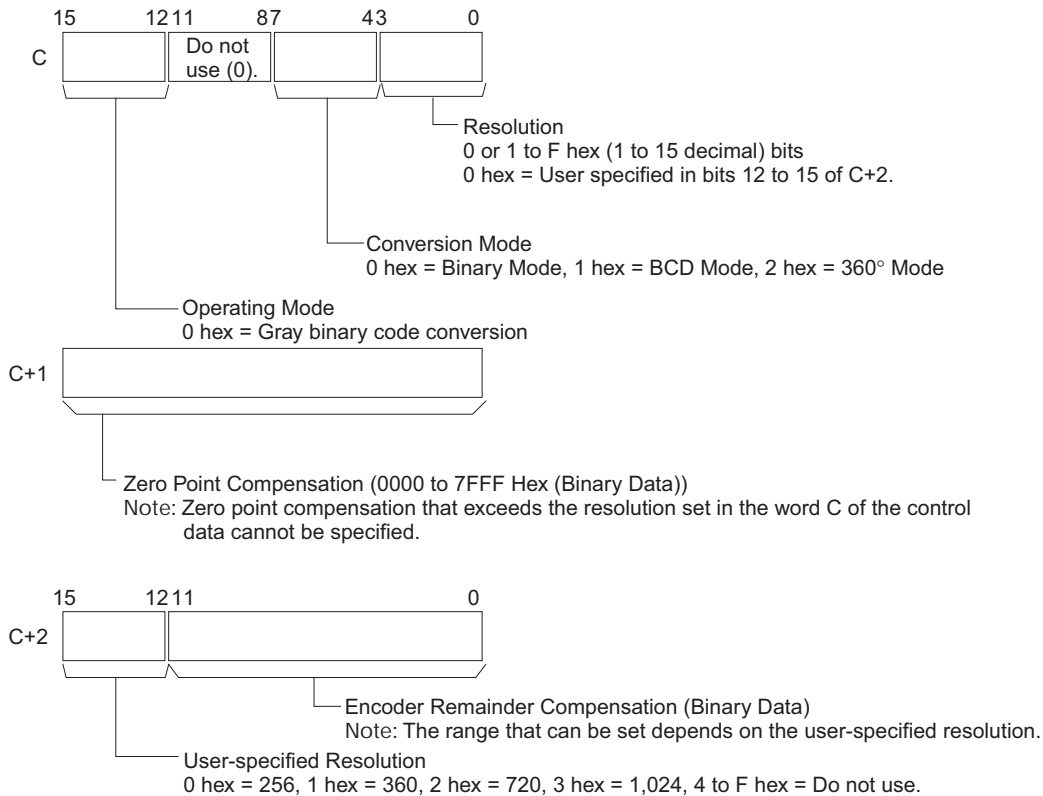 15 12 11 8 7 4 3 0
C
Do not
use (0).
Resolution
0 or 1 to F hex (1 to 15 decimal) bits
0 hex = User specified in bits 12 to 15 of C+2.
Conversion Mode
0 hex = Binary Mode, 1 hex = BCD Mode, 2 hex = 360° Mode
Operating Mode
0 hex = Gray binary code conversion
C+1
Zero Point Compensation (0000 to 7FFF Hex (Binary Data))
Note: Zero point compensation that exceeds the resolution set in the word C of the control
data cannot be specified.
15 12 11 0
C+2
Encoder Remainder Compensation (Binary Data)
Note: The range that can be set depends on the user-specified resolution.
User-specified Resolution
0 hex = 256, 1 hex = 360, 2 hex = 720, 3 hex = 1,024, 4 to F hex = Do not use.